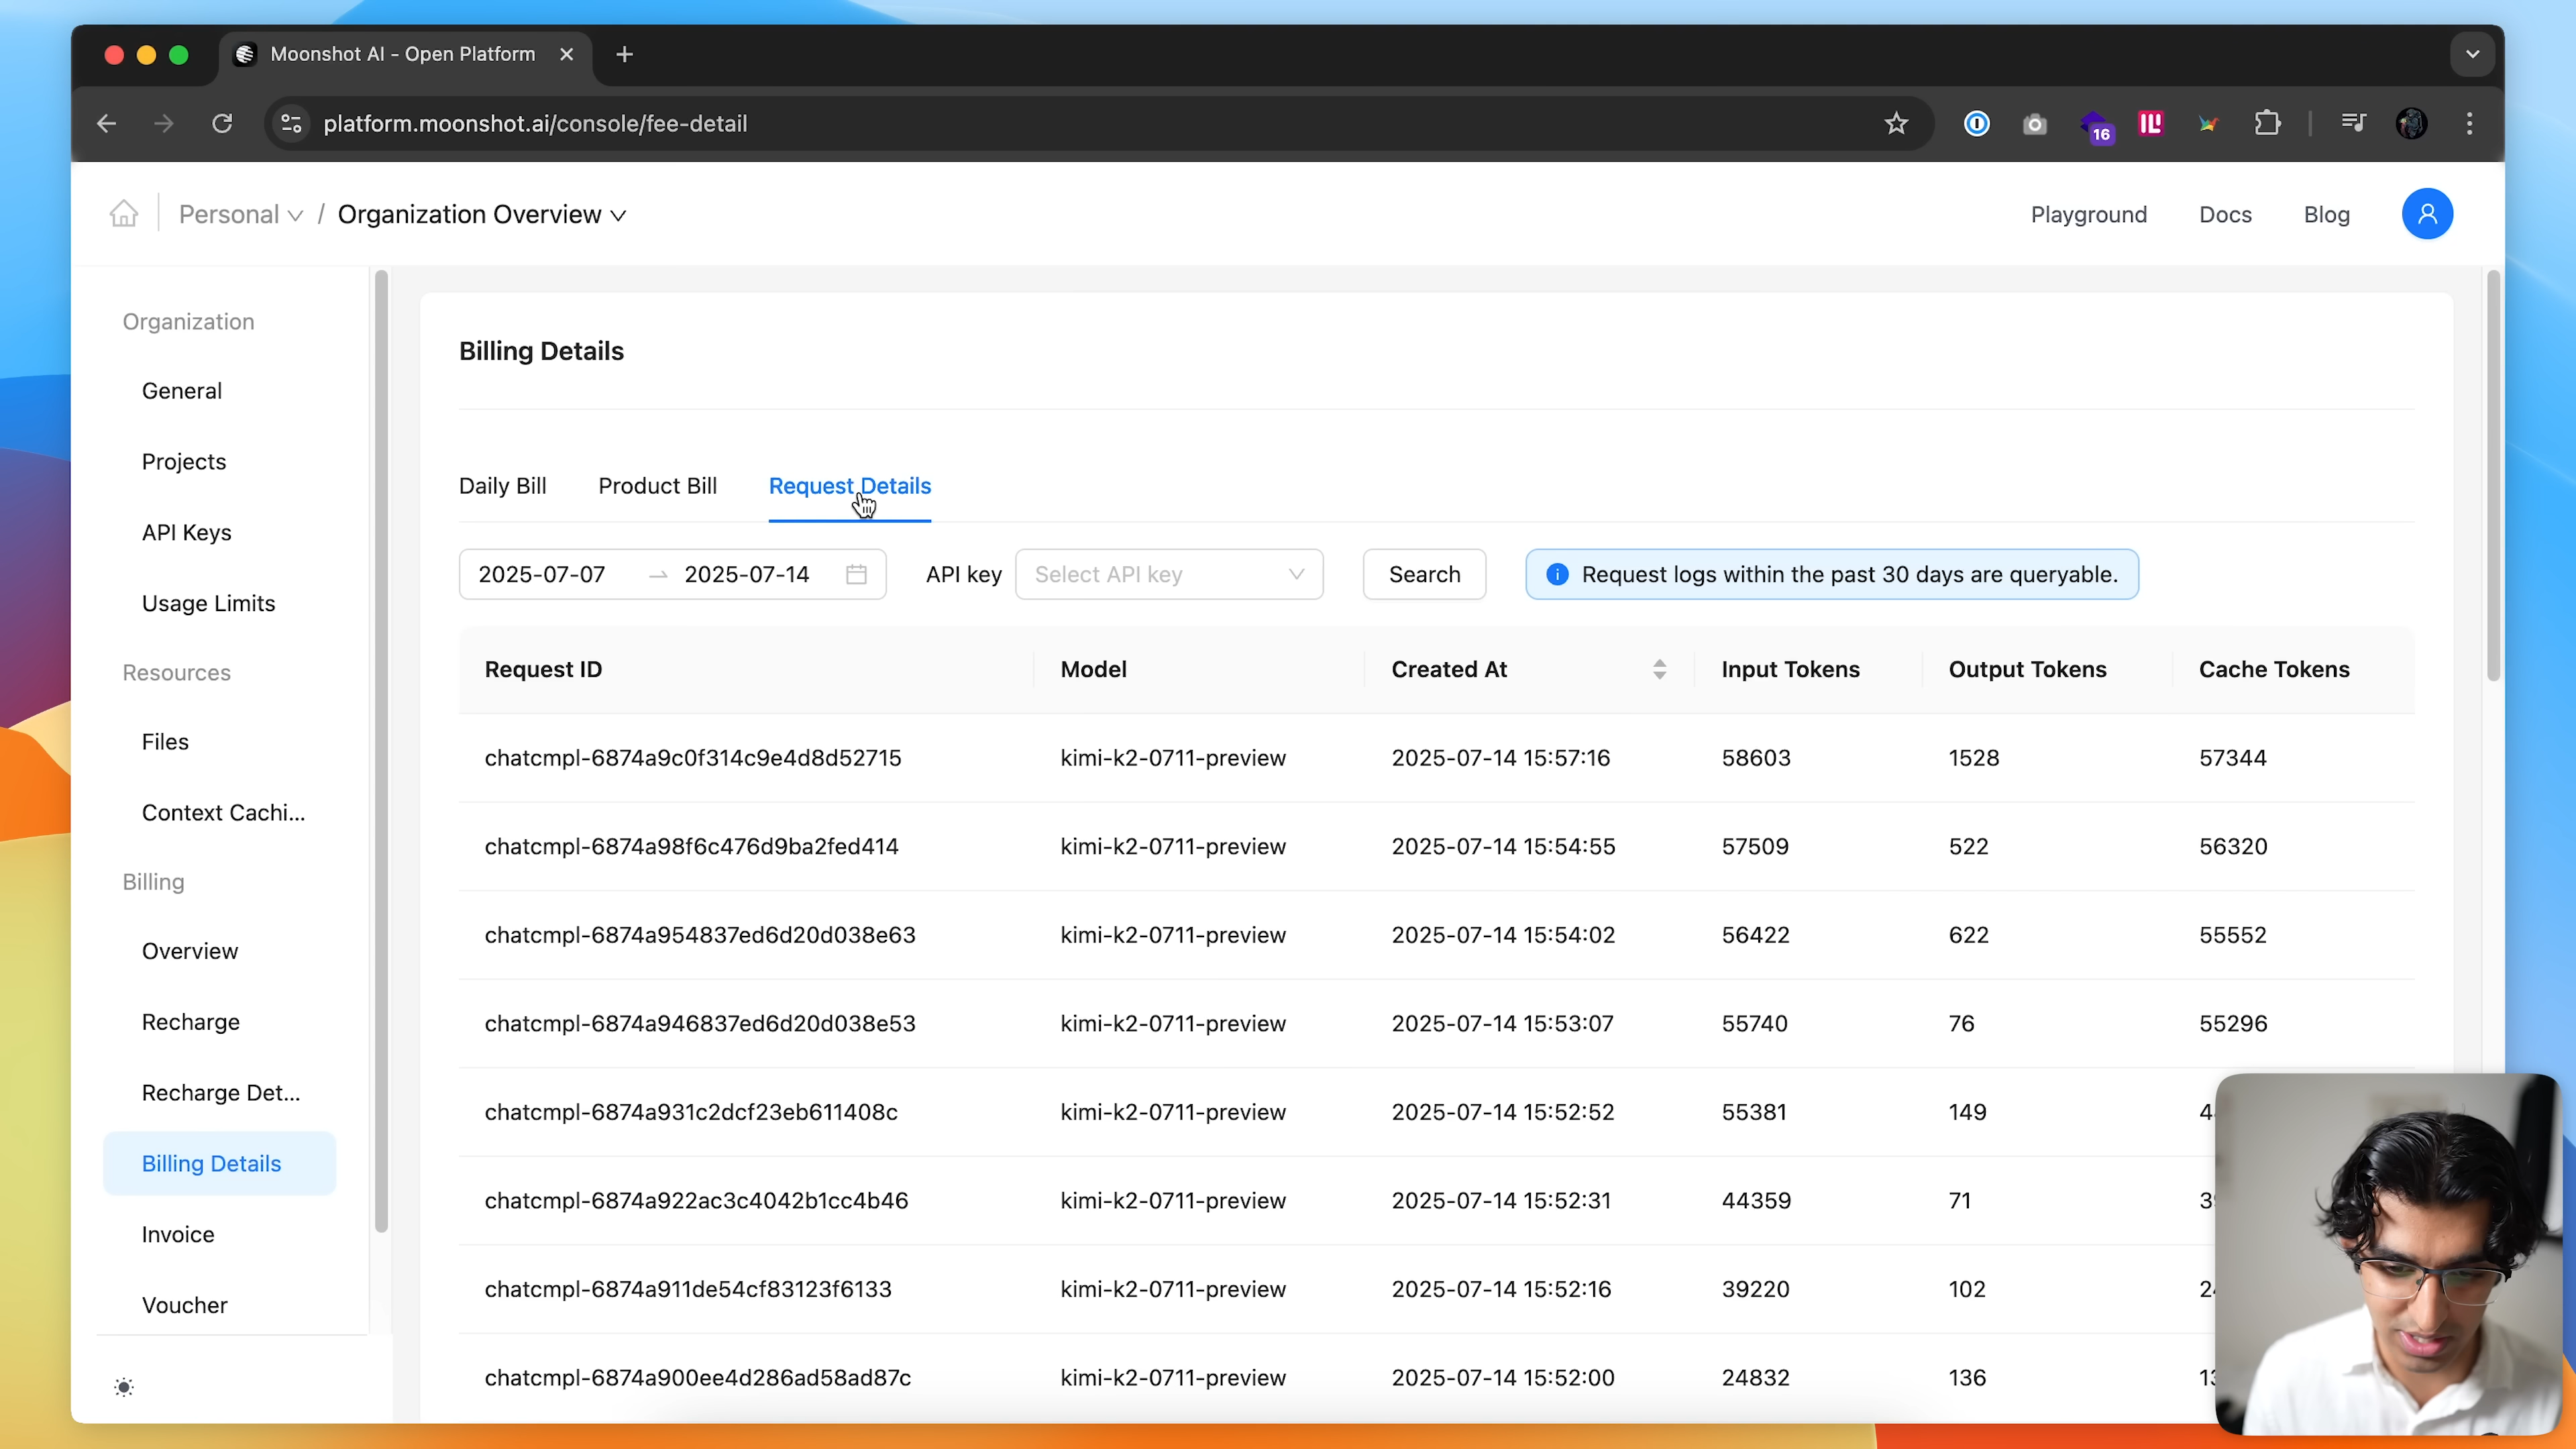 Moonshot AI - Open Platform
platform.moonshot.ai/console/fee-detail
16
Personal / Organization Overview
Playground
Docs
Blog
Organization
General
Projects
API Keys
Usage Limits
Resources
Files
Context Cachi...
Billing
Overview
Recharge
Recharge Det...
Billing Details
Invoice
Voucher
Billing Details
Daily Bill
Product Bill
Request Details
2025-07-07
2025-07-14
API key
Select API key
Search
Request logs within the past 30 days are queryable.
Request ID Model Created At Input Tokens Output Tokens Cache Tokens
chatcmpl-6874a9c0f314c9e4d8d52715 kimi-k2-0711-preview 2025-07-14 15:57:16 58603 1528 57344
chatcmpl-6874a98f6c476d9ba2fed414 kimi-k2-0711-preview 2025-07-14 15:54:55 57509 522 56320
chatcmpl-6874a954837ed6d20d038e63 kimi-k2-0711-preview 2025-07-14 15:54:02 56422 622 55552
chatcmpl-6874a946837ed6d20d038e53 kimi-k2-0711-preview 2025-07-14 15:53:07 55740 76 55296
chatcmpl-6874a931c2dcf23eb611408c kimi-k2-0711-preview 2025-07-14 15:52:52 55381 149
chatcmpl-6874a922ac3c4042b1cc4b46 kimi-k2-0711-preview 2025-07-14 15:52:31 44359 71
chatcmpl-6874a911de54cf83123f6133 kimi-k2-0711-preview 2025-07-14 15:52:16 39220 102
chatcmpl-6874a900ee4d286ad58ad87c kimi-k2-0711-preview 2025-07-14 15:52:00 24832 136